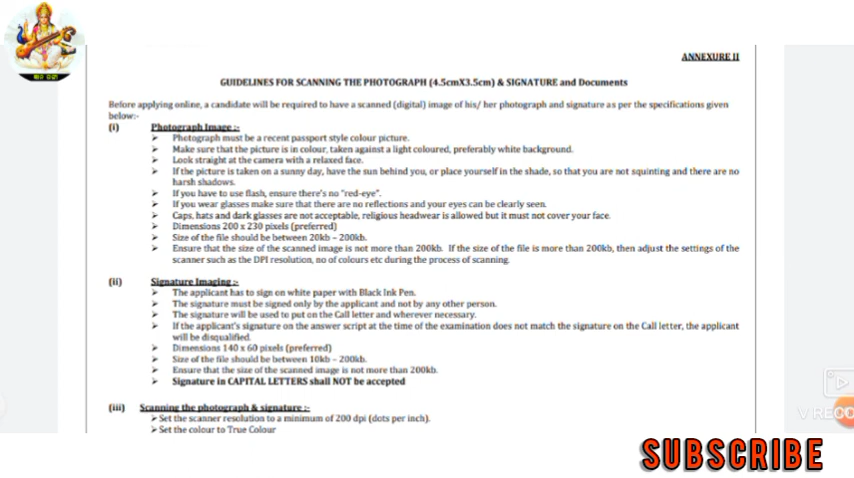 ANNEXURE II
GUIDELINES FOR SCANNING THE PHOTOGRAPH (4.5cmX3.5cm) & SIGNATURE and Documents
Before applying online, a candidate will be required to have a scanned (digital) image of his/ her photograph and signature as per the specifications given
below:-
(i) Photograph Image :-
➢ Photograph must be a recent passport style colour picture.
➢ Make sure that the picture is in colour, taken against a light coloured, preferably white background.
➢ Look straight at the camera with a relaxed face.
➢ If the picture is taken on a sunny day, have the sun behind you, or place yourself in the shade, so that you are not squinting and there are no
harsh shadows.
➢ If you have to use flash, ensure there's no "red-eye".
➢ If you wear glasses make sure that there are no reflections and your eyes can be clearly seen.
➢ Caps, hats and dark glasses are not acceptable, religious headwear is allowed but it must not cover your face.
➢ Dimensions 200 x 230 pixels (preferred)
➢ Size of the file should be between 20kb – 200kb.
➢ Ensure that the size of the scanned image is not more than 200kb. If the size of the file is more than 200kb, then adjust the settings of the
scanner such as the DPI resolution, no of colours etc during the process of scanning.
(ii) Signature Imaging :-
➢ The applicant has to sign on white paper with Black Ink Pen.
➢ The signature must be signed only by the applicant and not by any other person.
➢ The signature will be used to put on the Call letter and wherever necessary.
➢ If the applicant's signature on the answer script at the time of the examination does not match the signature on the Call letter, the applicant
will be disqualified.
➢ Dimensions 140 x 60 pixels (preferred)
➢ Size of the file should be between 10kb – 200kb.
➢ Ensure that the size of the scanned image is not more than 200kb.
➢ Signature in CAPITAL LETTERS shall NOT be accepted
(iii) Scanning the photograph & signature :-
➢ Set the scanner resolution to a minimum of 200 dpi (dots per inch).
➢ Set the colour to True Colour
V RECO
SUBSCRIBE